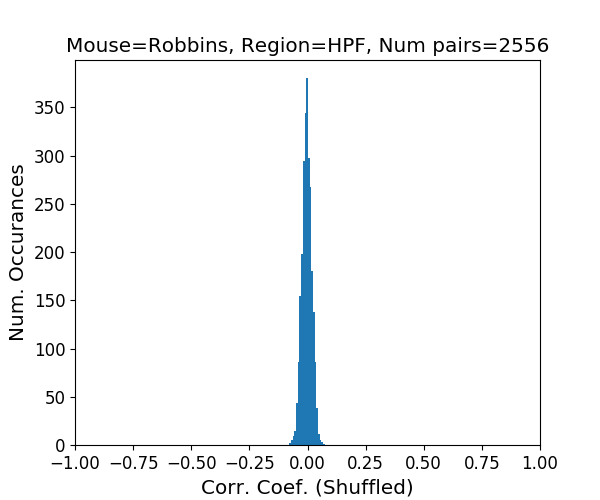 Mouse=Robbins, Region=HPF, Num pairs=2556
Num. Occurances
350
300
250
200
150
100
50
0
−1.00 −0.75 −0.50 −0.25 0.00 0.25 0.50 0.75 1.00
Corr. Coef. (Shuffled)